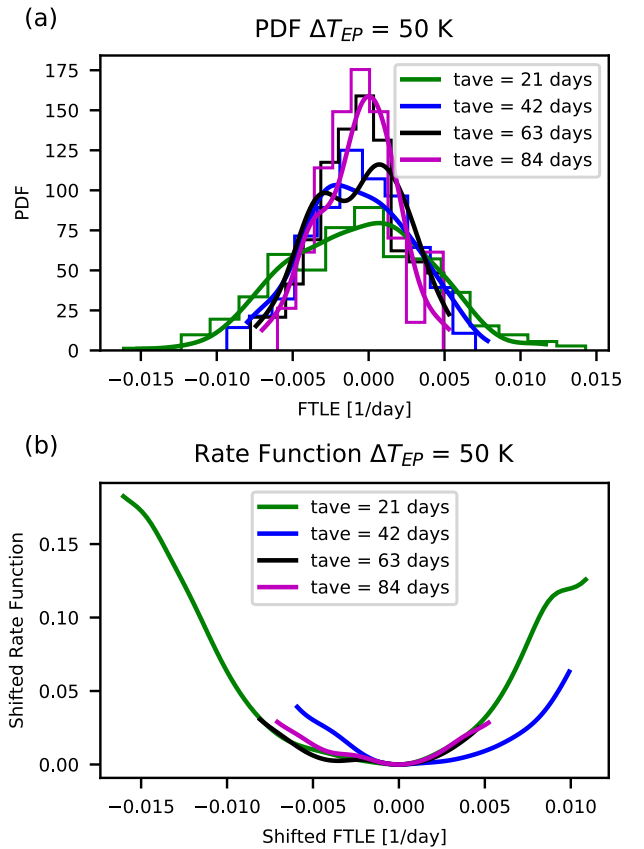 (a)
PDF ΔT_EP = 50 K
175
150
125
100
75
50
25
0
PDF
tave = 21 days
tave = 42 days
tave = 63 days
tave = 84 days
−0.015 −0.010 −0.005 0.000 0.005 0.010 0.015
FTLE [1/day]
(b)
Rate Function ΔT_EP = 50 K
0.15
0.10
0.05
0.00
Shifted Rate Function
tave = 21 days
tave = 42 days
tave = 63 days
tave = 84 days
−0.015 −0.010 −0.005 0.000 0.005 0.010
Shifted FTLE [1/day]